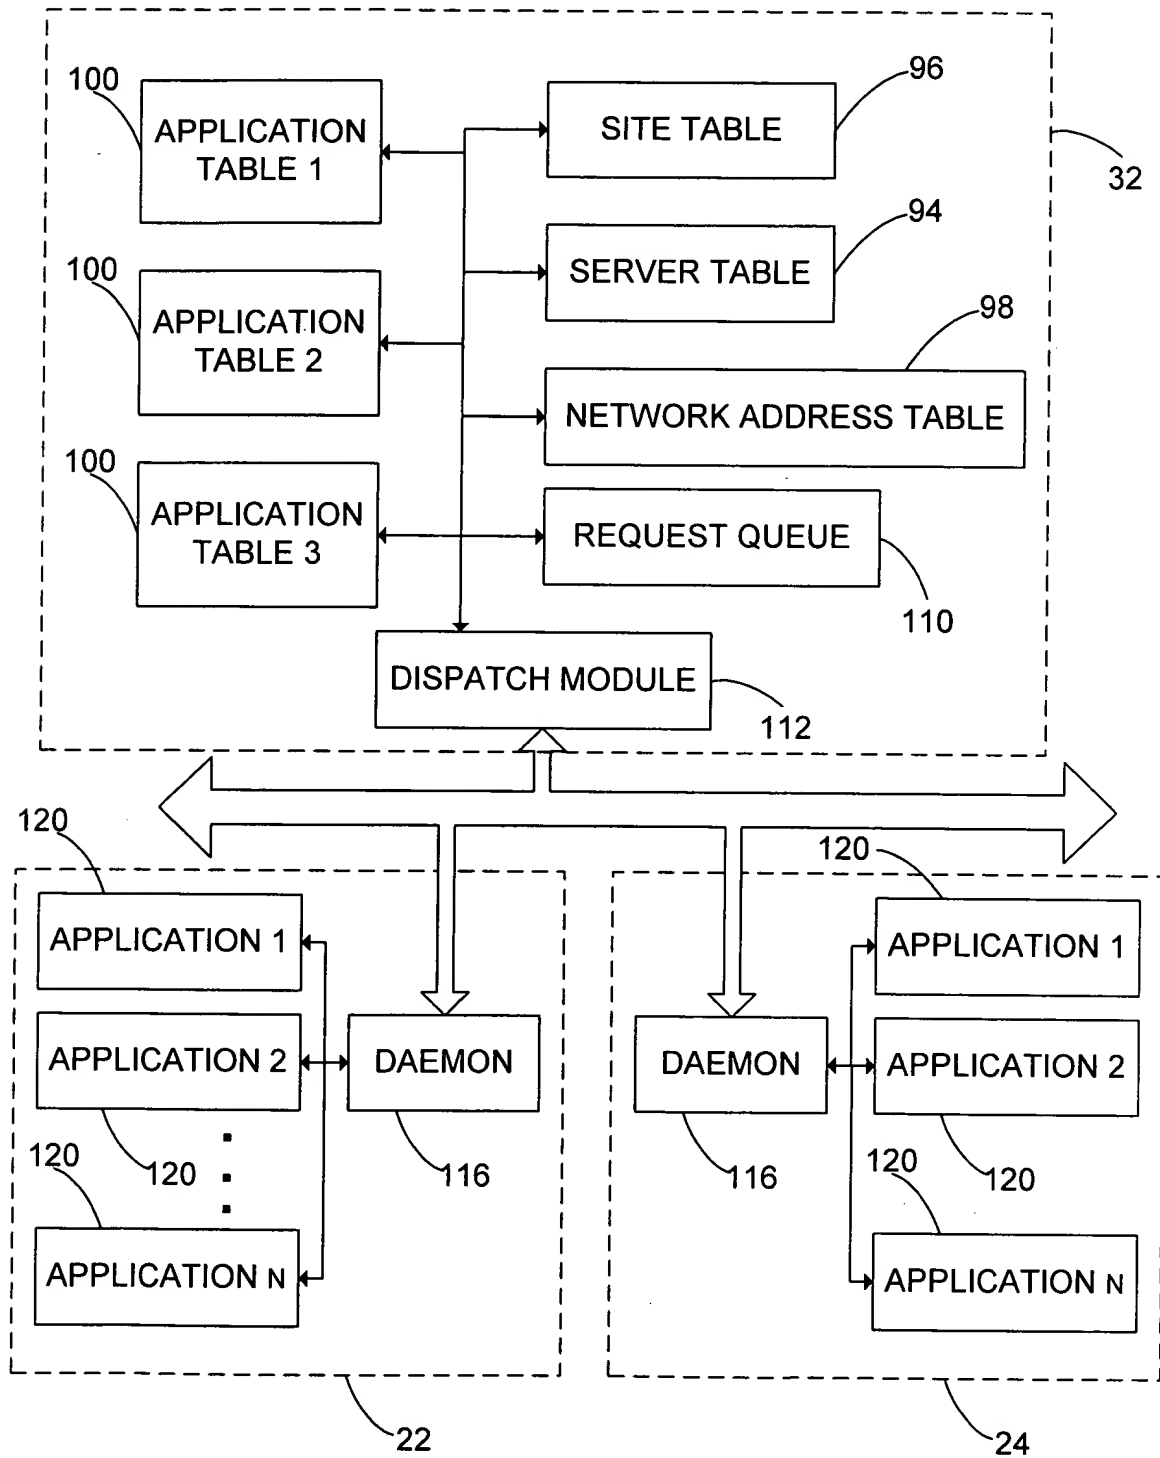 100
APPLICATION
TABLE 1
SITE TABLE
96
32
100
APPLICATION
TABLE 2
SERVER TABLE
94
100
APPLICATION
TABLE 3
NETWORK ADDRESS TABLE
98
REQUEST QUEUE
110
DISPATCH MODULE
112
120
APPLICATION 1
APPLICATION 2
120
120
APPLICATION N
DAEMON
116
22
120
APPLICATION 1
DAEMON
116
APPLICATION 2
120
120
APPLICATION N
24